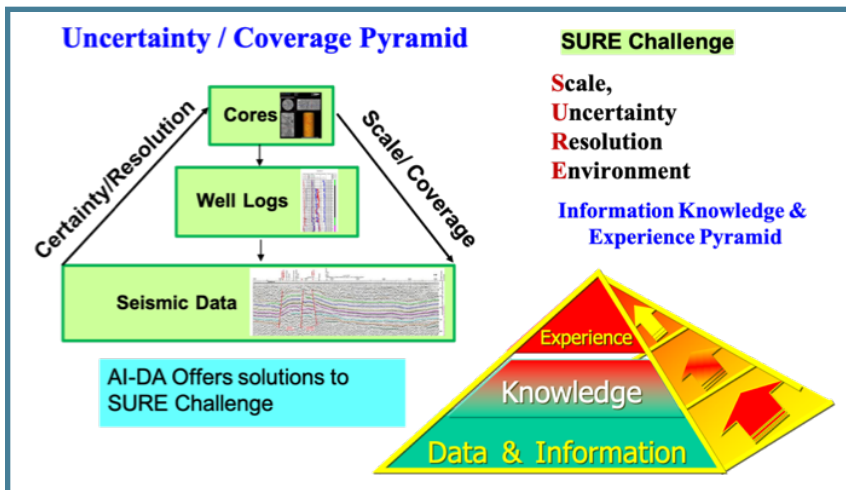 Uncertainty / Coverage Pyramid
Certainty/Resolution
Cores
Scale/ Coverage
Well Logs
Seismic Data
AI-DA Offers solutions to
SURE Challenge
SURE Challenge
Scale,
Uncertainty
Resolution
Environment
Information Knowledge &
Experience Pyramid
Experience
Knowledge
Data & Information